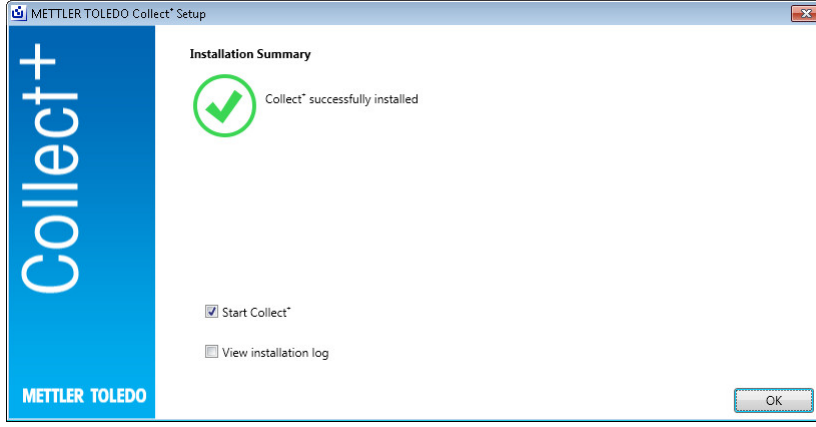 METTLER TOLEDO Collect⁺ Setup
Collect+
Installation Summary
Collect⁺ successfully installed
Start Collect⁺
View installation log
METTLER TOLEDO
OK